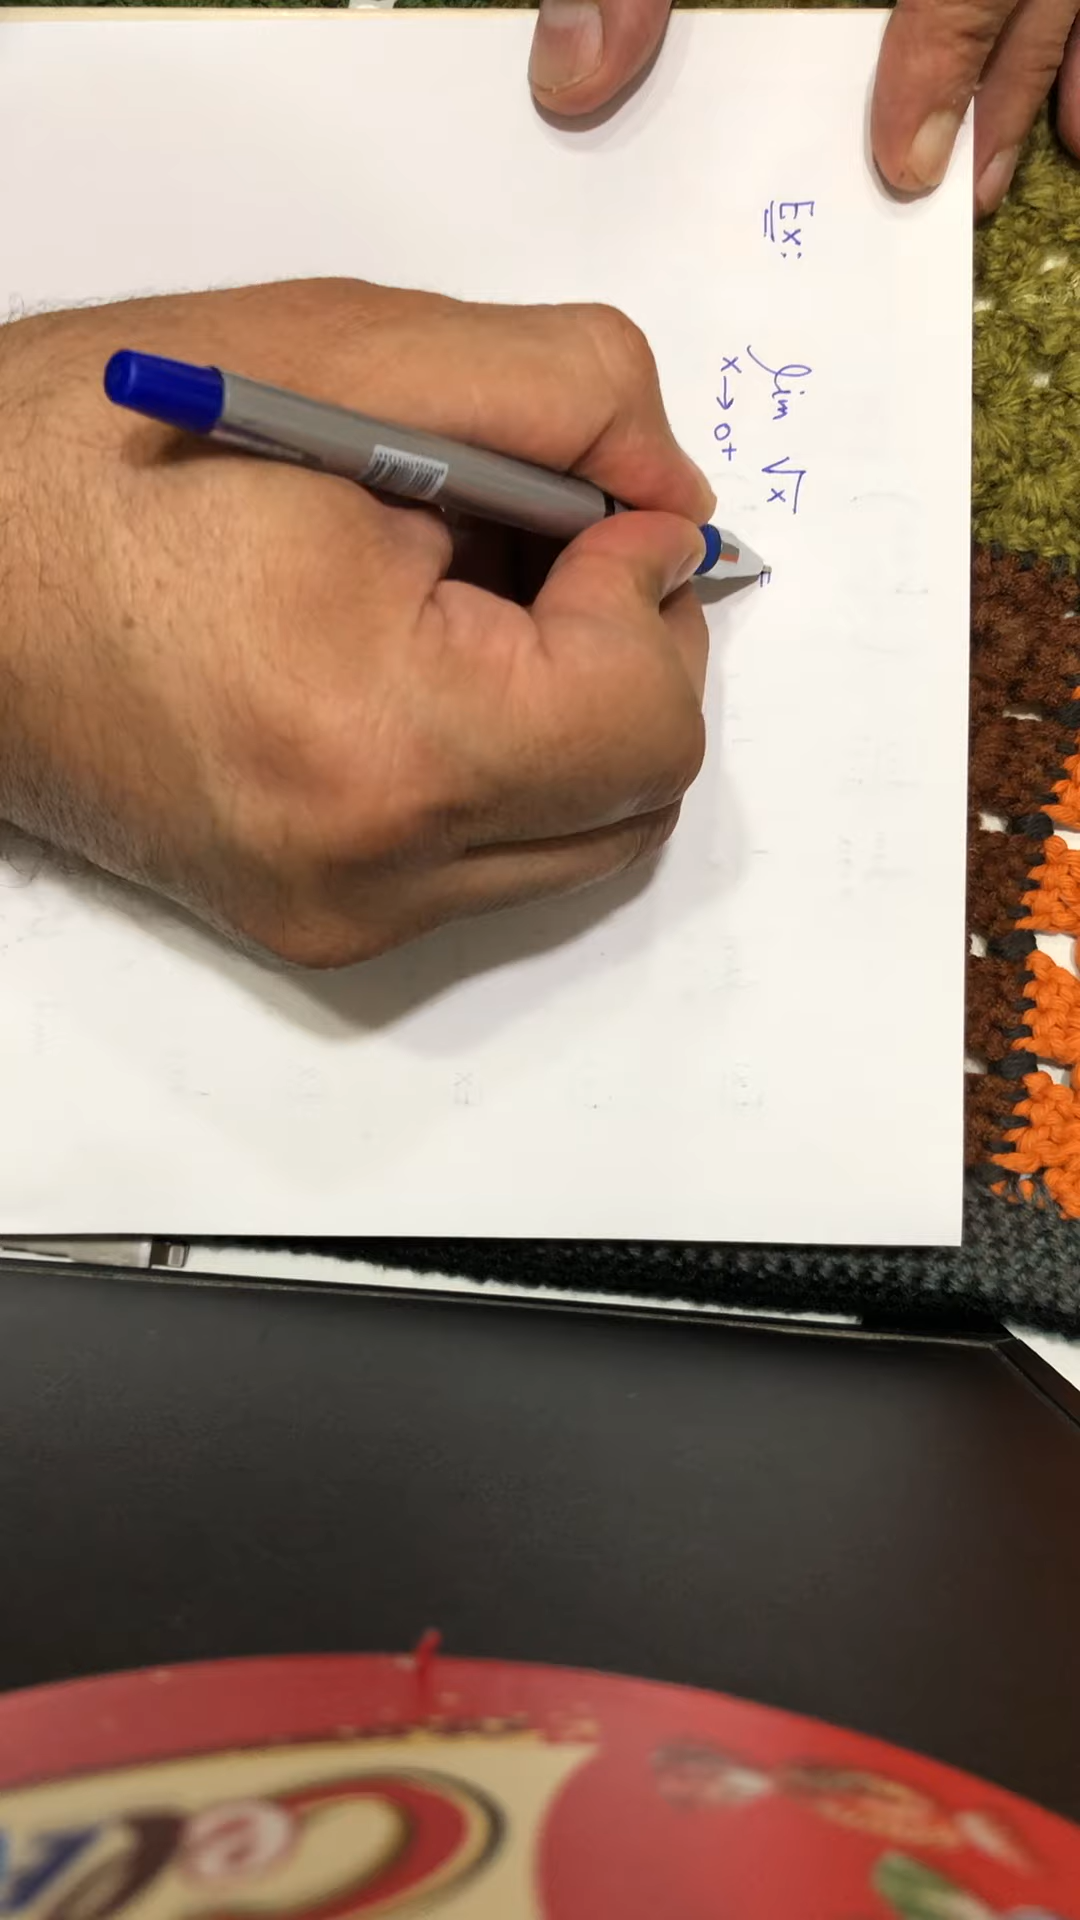 Ex: lim √x =
x → 0+